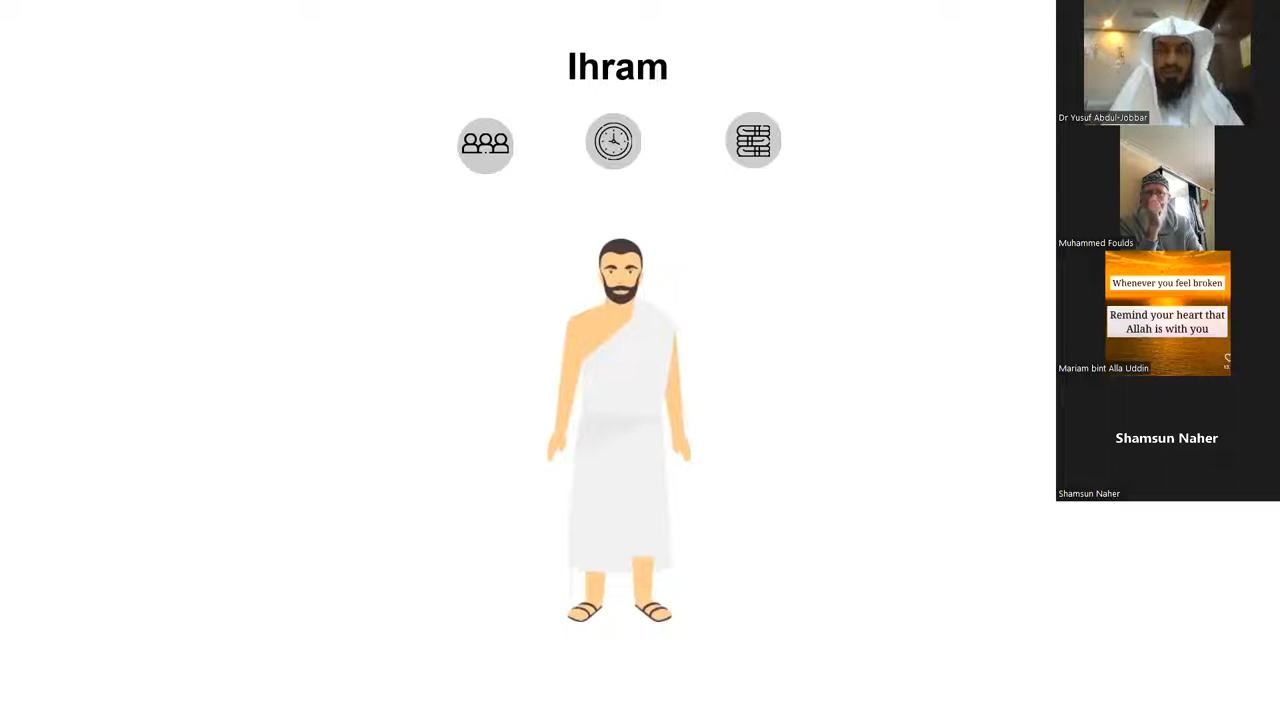 Ihram
Dr Yusuf Abdul-Jobbar
Muhammed Foulds
Whenever you feel broken
Remind your heart that
Allah is with you
Mariam bint Alla Uddin
Shamsun Naher
Shamsun Naher